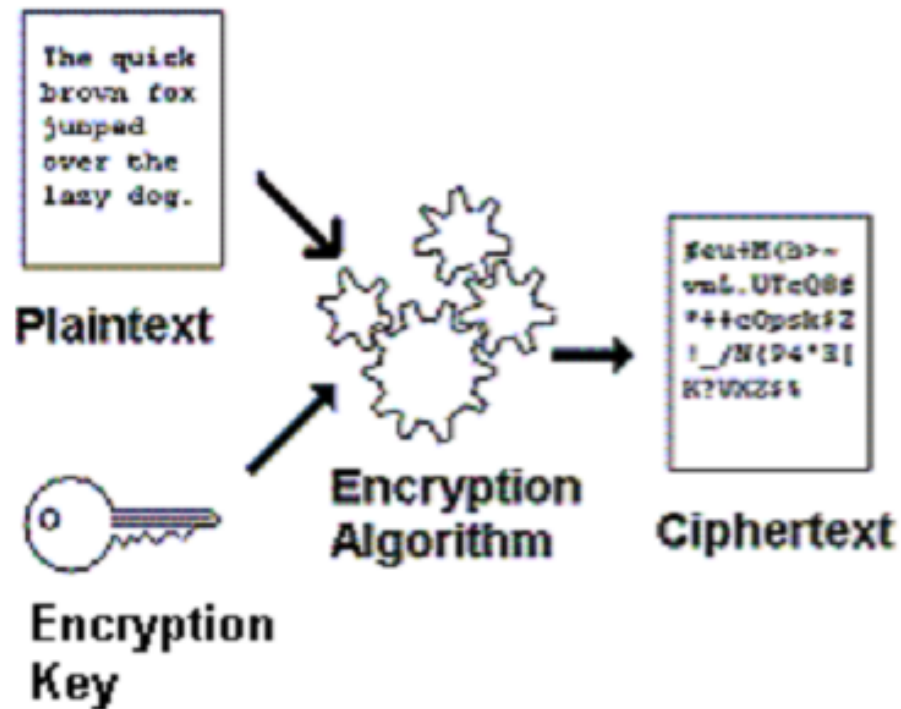 The quick
brown fox
jumped
over the
lazy dog.
Plaintext
Encryption
Key
Encryption
Algorithm
Ciphertext